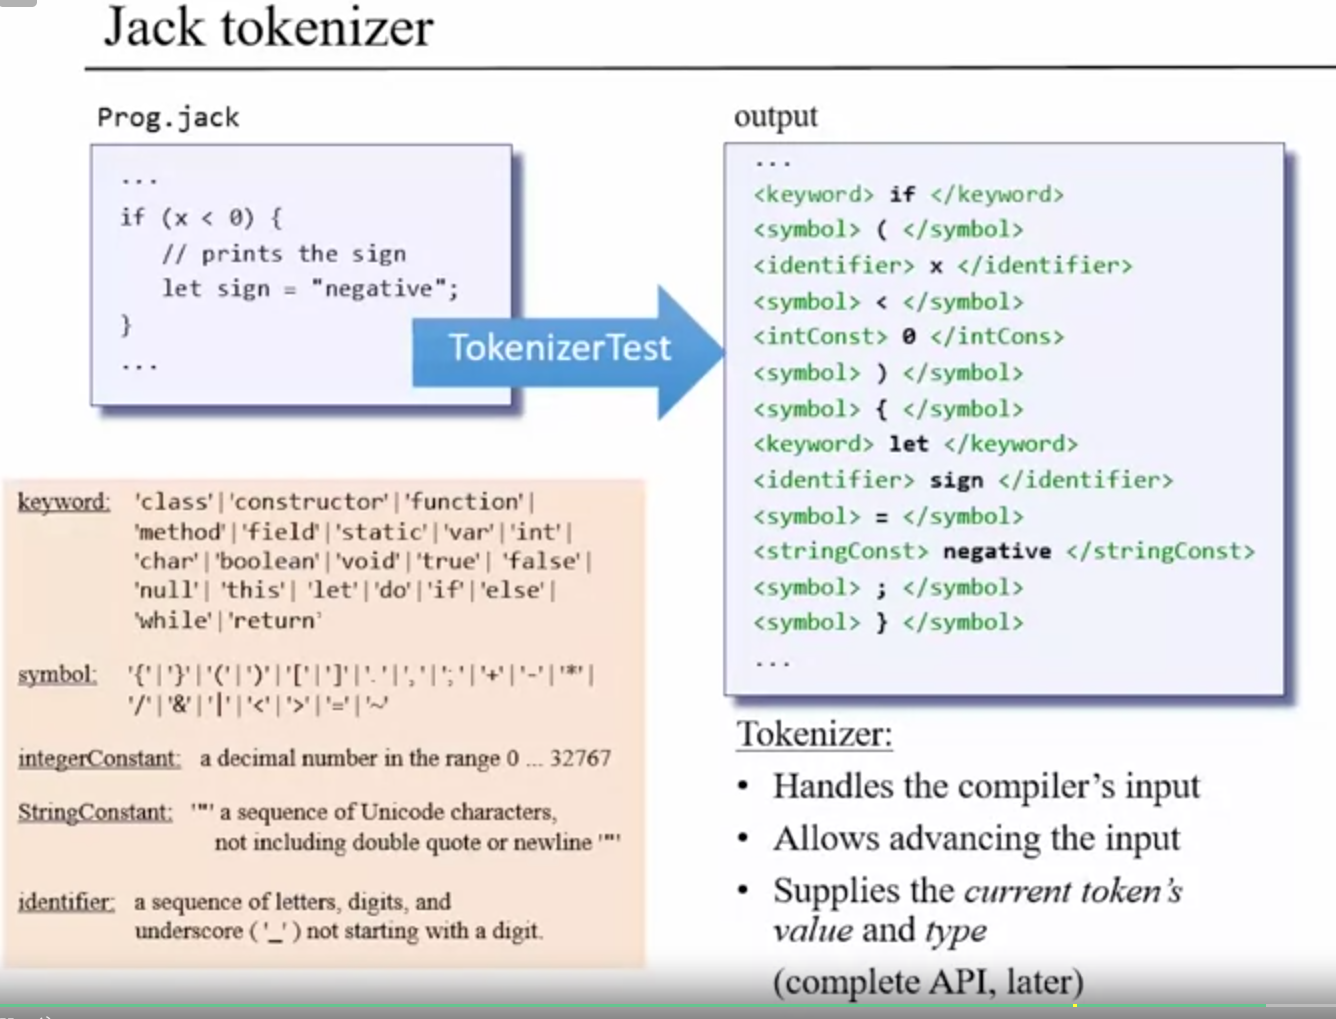 Jack tokenizer
Prog.jack
...
if (x < 0) {
// prints the sign
let sign = "negative";
}
...
TokenizerTest
output
...
<keyword> if </keyword>
<symbol> ( </symbol>
<identifier> x </identifier>
<symbol> < </symbol>
<intConst> 0 </intCons>
<symbol> ) </symbol>
<symbol> { </symbol>
<keyword> let </keyword>
<identifier> sign </identifier>
<symbol> = </symbol>
<stringConst> negative </stringConst>
<symbol> ; </symbol>
<symbol> } </symbol>
...
keyword: 'class'|'constructor'|'function'|
'method'|'field'|'static'|'var'|'int'|
'char'|'boolean'|'void'|'true'| 'false'|
'null'| 'this'| 'let'|'do'|'if'|'else'|
'while'|'return'
symbol: '{'|'}'|'('|')'|'['|']'|'.'|','|';'|'+'|'-'|'*'|
'/'|'&'|'|'|'<'|'>'|'='|'~'
integerConstant: a decimal number in the range 0 ... 32767
StringConstant: '"' a sequence of Unicode characters,
not including double quote or newline '"'
identifier: a sequence of letters, digits, and
underscore ( '_' ) not starting with a digit.
Tokenizer:
• Handles the compiler's input
• Allows advancing the input
• Supplies the current token's
value and type
(complete API, later)